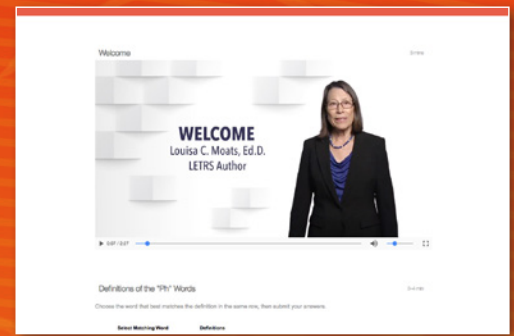 Welcome
WELCOME
Louisa C. Moats, Ed.D.
LETRS Author
Definitions of the "Ph" Words
Choose the word that best matches the definition in the same row, then submit your answers.
Select Matching Word Definitions